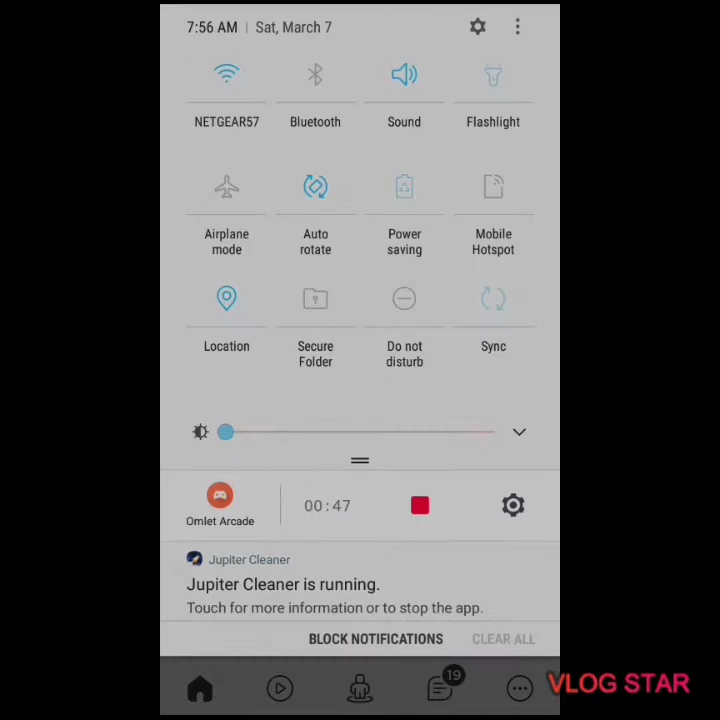 7:56 AM | Sat, March 7
NETGEAR57 Bluetooth Sound Flashlight
Airplane mode
Auto rotate
Power saving
Mobile Hotspot
Location
Secure Folder
Do not disturb
Sync
Omlet Arcade
00:47
Jupiter Cleaner
Jupiter Cleaner is running.
Touch for more information or to stop the app.
BLOCK NOTIFICATIONS CLEAR ALL
19
VLOG STAR